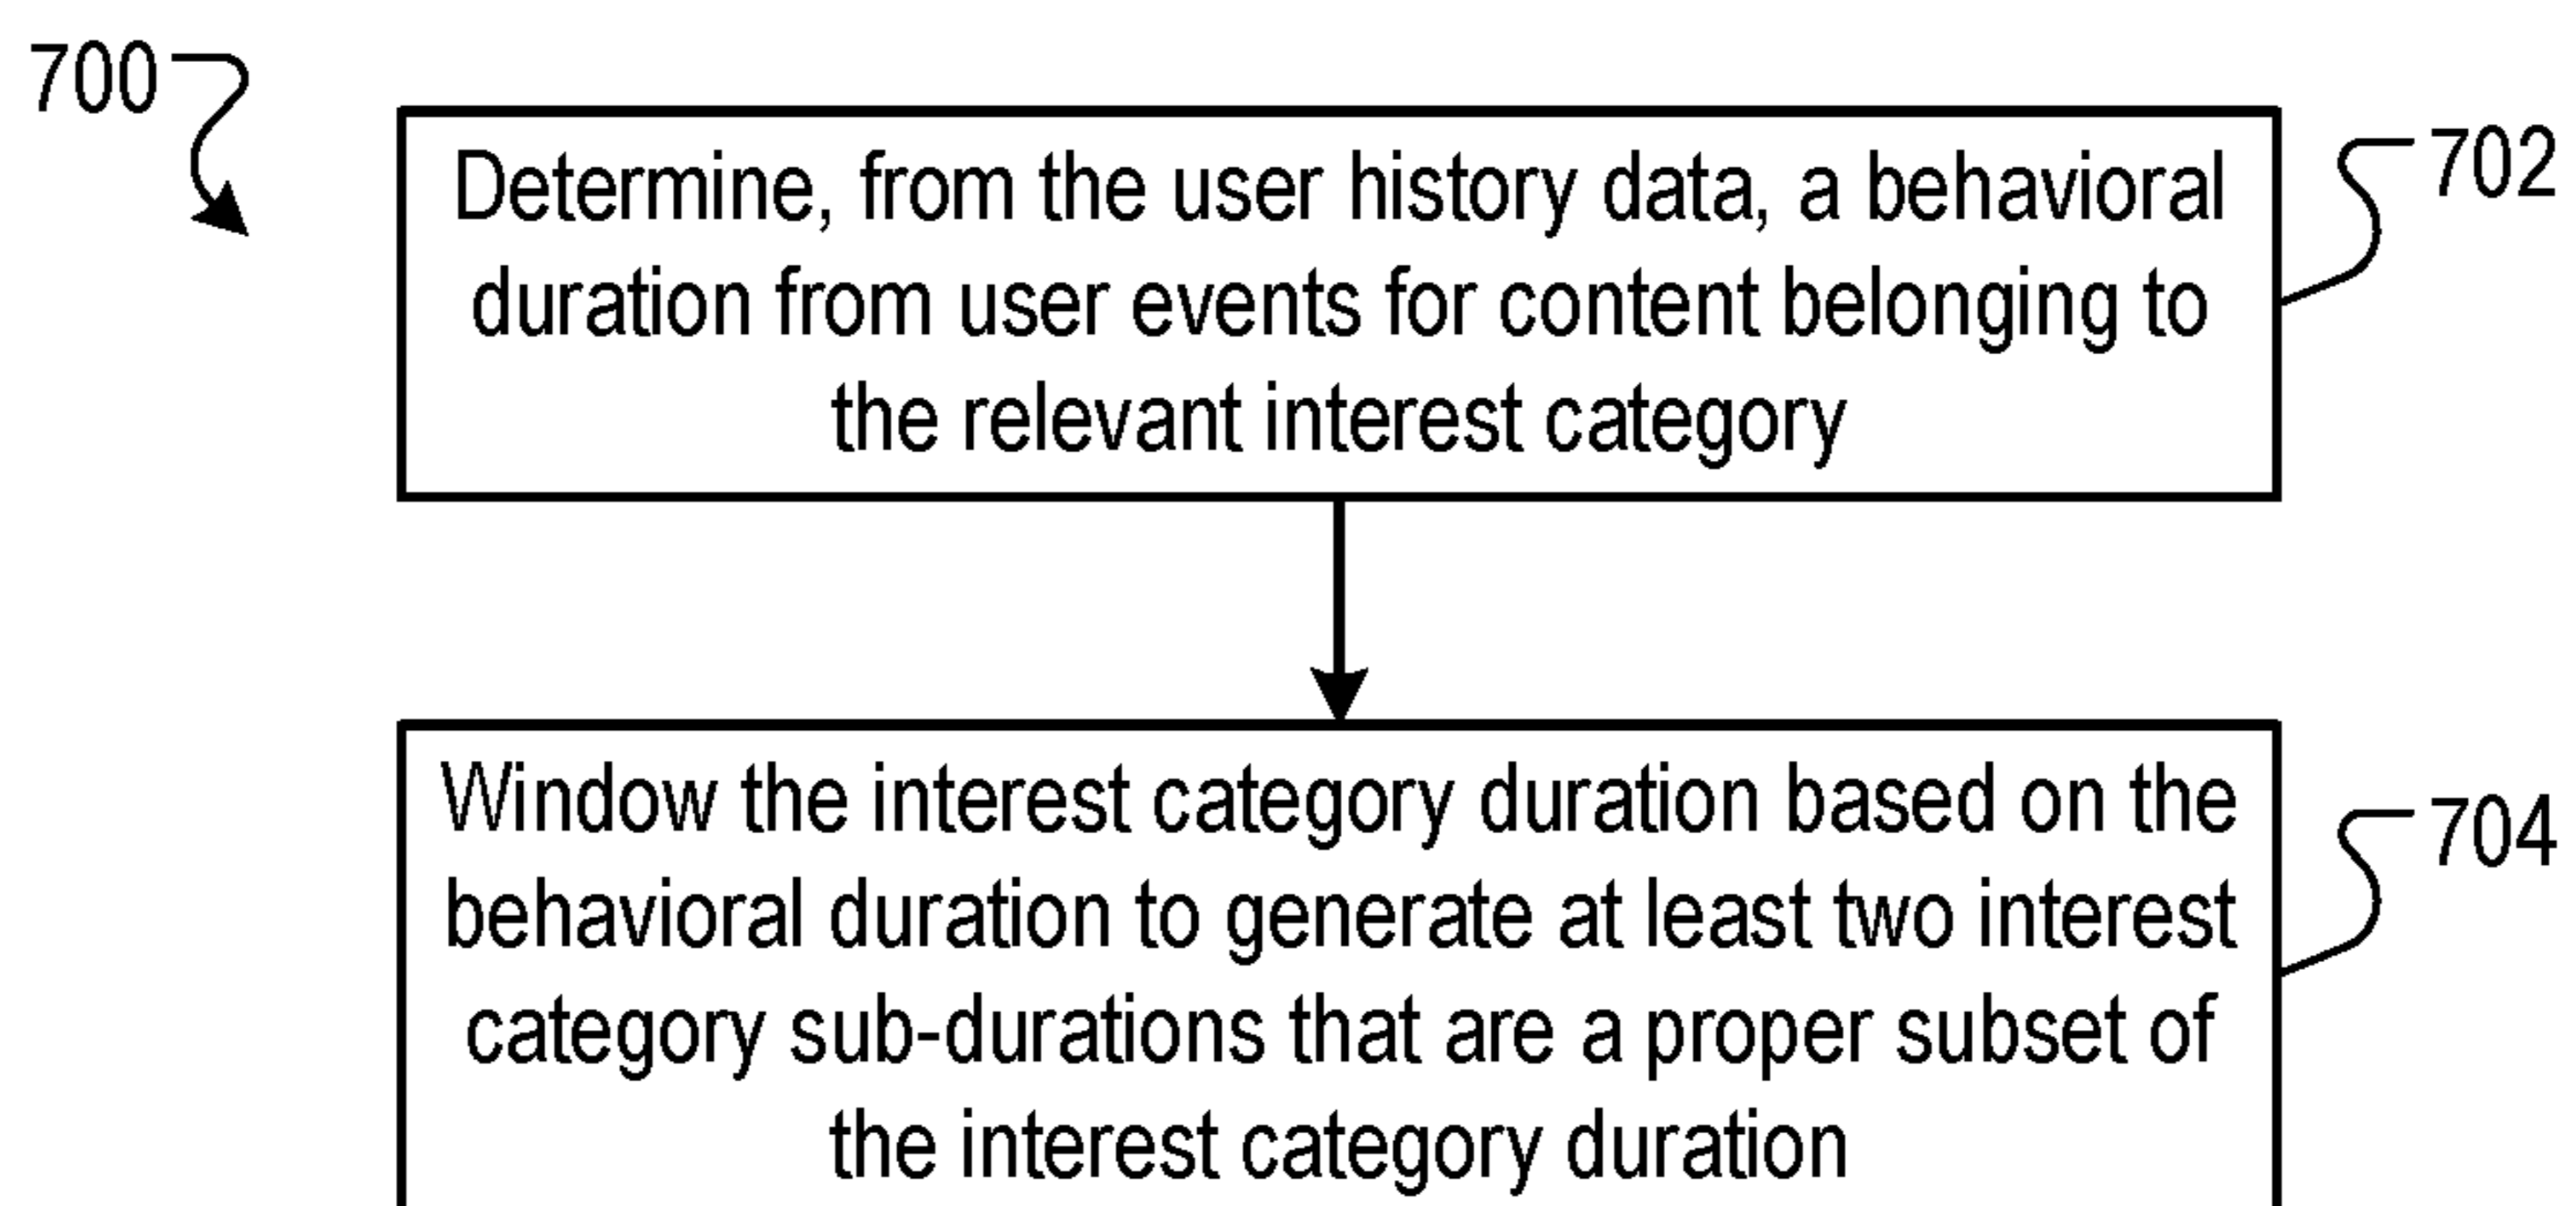 700
Determine, from the user history data, a behavioral
702
duration from user events for content belonging to
the relevant interest category
Window the interest category duration based on the
704
behavioral duration to generate at least two interest
category sub-durations that are a proper subset of
the interest category duration